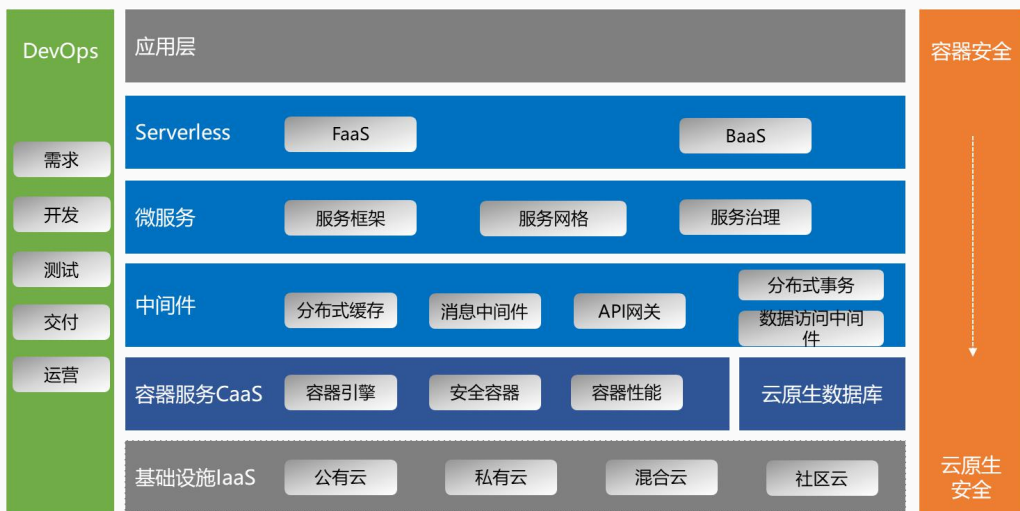 DevOps
需求
开发
测试
交付
运营
应用层
Serverless
FaaS
BaaS
微服务
服务框架
服务网格
服务治理
中间件
分布式缓存
消息中间件
API网关
分布式事务
数据访问中间
件
容器服务CaaS
容器引擎
安全容器
容器性能
云原生数据库
基础设施IaaS
公有云
私有云
混合云
社区云
容器安全
云原生
安全